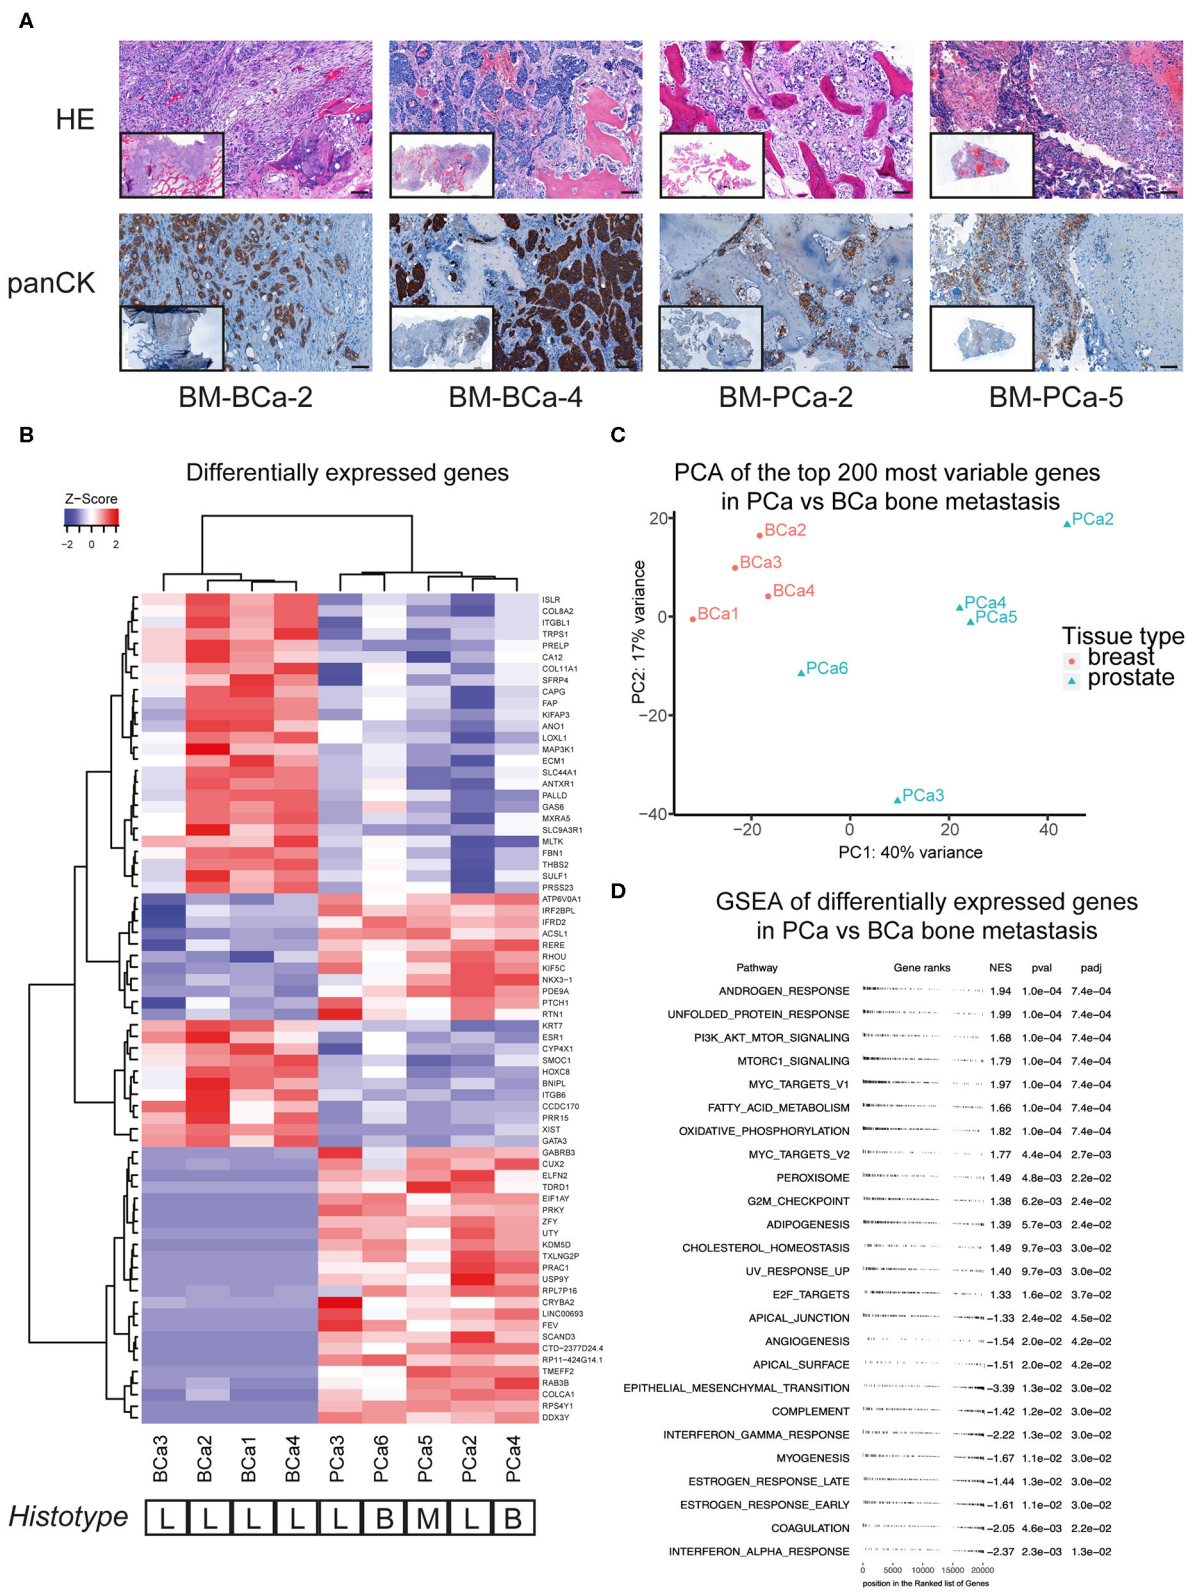 A
HE
panCK
BM-BCa-2
BM-BCa-4
BM-PCa-2
BM-PCa-5
B
Differentially expressed genes
Z-Score
−2 0 2
ISLR
COL8A2
ITGBL1
TRPS1
PRELP
CA12
COL11A1
SFRP4
CAPG
FAP
KIFAP3
ANO1
LOXL1
MAP3K1
ECM1
SLC44A1
ANTXR1
PALLD
GAS6
MXRA5
SLC9A3R1
MLTK
FBN1
THBS2
SULF1
PRSS23
ATP6V0A1
IRF2BPL
IFRD2
ACSL1
RERE
RHOU
KIF5C
NKX3−1
PDE9A
PTCH1
RTN1
KRT7
ESR1
CYP4X1
SMOC1
HOXC8
BNIPL
ITGB6
CCDC170
PRR15
XIST
GATA3
GABRB3
CUX2
ELFN2
TDRD1
EIF1AY
PRKY
ZFY
UTY
KDM5D
TXLNG2P
PRAC1
USP9Y
RPL7P16
CRYBA2
LINC00693
FEV
SCAND3
CTD−2377D24.4
RP11−424G14.1
TMEFF2
RAB3B
COLCA1
RPS4Y1
DDX3Y
BCa3 BCa2 BCa1 BCa4 PCa3 PCa6 PCa5 PCa2 PCa4
Histotype L L L L L B M L B
C
PCA of the top 200 most variable genes
in PCa vs BCa bone metastasis
PC2: 17% variance
20
0
−20
−40
BCa2
BCa3
BCa4
BCa1
PCa2
PCa4
PCa5
PCa6
PCa3
−20 0 20 40
PC1: 40% variance
Tissue type
breast
prostate
D
GSEA of differentially expressed genes
in PCa vs BCa bone metastasis
Pathway Gene ranks NES pval padj
ANDROGEN_RESPONSE 1.94 1.0e−04 7.4e−04
UNFOLDED_PROTEIN_RESPONSE 1.99 1.0e−04 7.4e−04
PI3K_AKT_MTOR_SIGNALING 1.68 1.0e−04 7.4e−04
MTORC1_SIGNALING 1.79 1.0e−04 7.4e−04
MYC_TARGETS_V1 1.97 1.0e−04 7.4e−04
FATTY_ACID_METABOLISM 1.66 1.0e−04 7.4e−04
OXIDATIVE_PHOSPHORYLATION 1.82 1.0e−04 7.4e−04
MYC_TARGETS_V2 1.77 4.4e−04 2.7e−03
PEROXISOME 1.49 4.8e−03 2.2e−02
G2M_CHECKPOINT 1.38 6.2e−03 2.4e−02
ADIPOGENESIS 1.39 5.7e−03 2.4e−02
CHOLESTEROL_HOMEOSTASIS 1.49 9.7e−03 3.0e−02
UV_RESPONSE_UP 1.40 9.7e−03 3.0e−02
E2F_TARGETS 1.33 1.6e−02 3.7e−02
APICAL_JUNCTION −1.33 2.4e−02 4.5e−02
ANGIOGENESIS −1.54 2.0e−02 4.2e−02
APICAL_SURFACE −1.51 2.0e−02 4.2e−02
EPITHELIAL_MESENCHYMAL_TRANSITION −3.39 1.3e−02 3.0e−02
COMPLEMENT −1.42 1.2e−02 3.0e−02
INTERFERON_GAMMA_RESPONSE −2.22 1.3e−02 3.0e−02
MYOGENESIS −1.67 1.1e−02 3.0e−02
ESTROGEN_RESPONSE_LATE −1.44 1.3e−02 3.0e−02
ESTROGEN_RESPONSE_EARLY −1.61 1.1e−02 3.0e−02
COAGULATION −2.05 4.6e−03 2.2e−02
INTERFERON_ALPHA_RESPONSE −2.37 2.3e−03 1.3e−02
0 5000 10000 15000 20000
position in the Ranked list of Genes